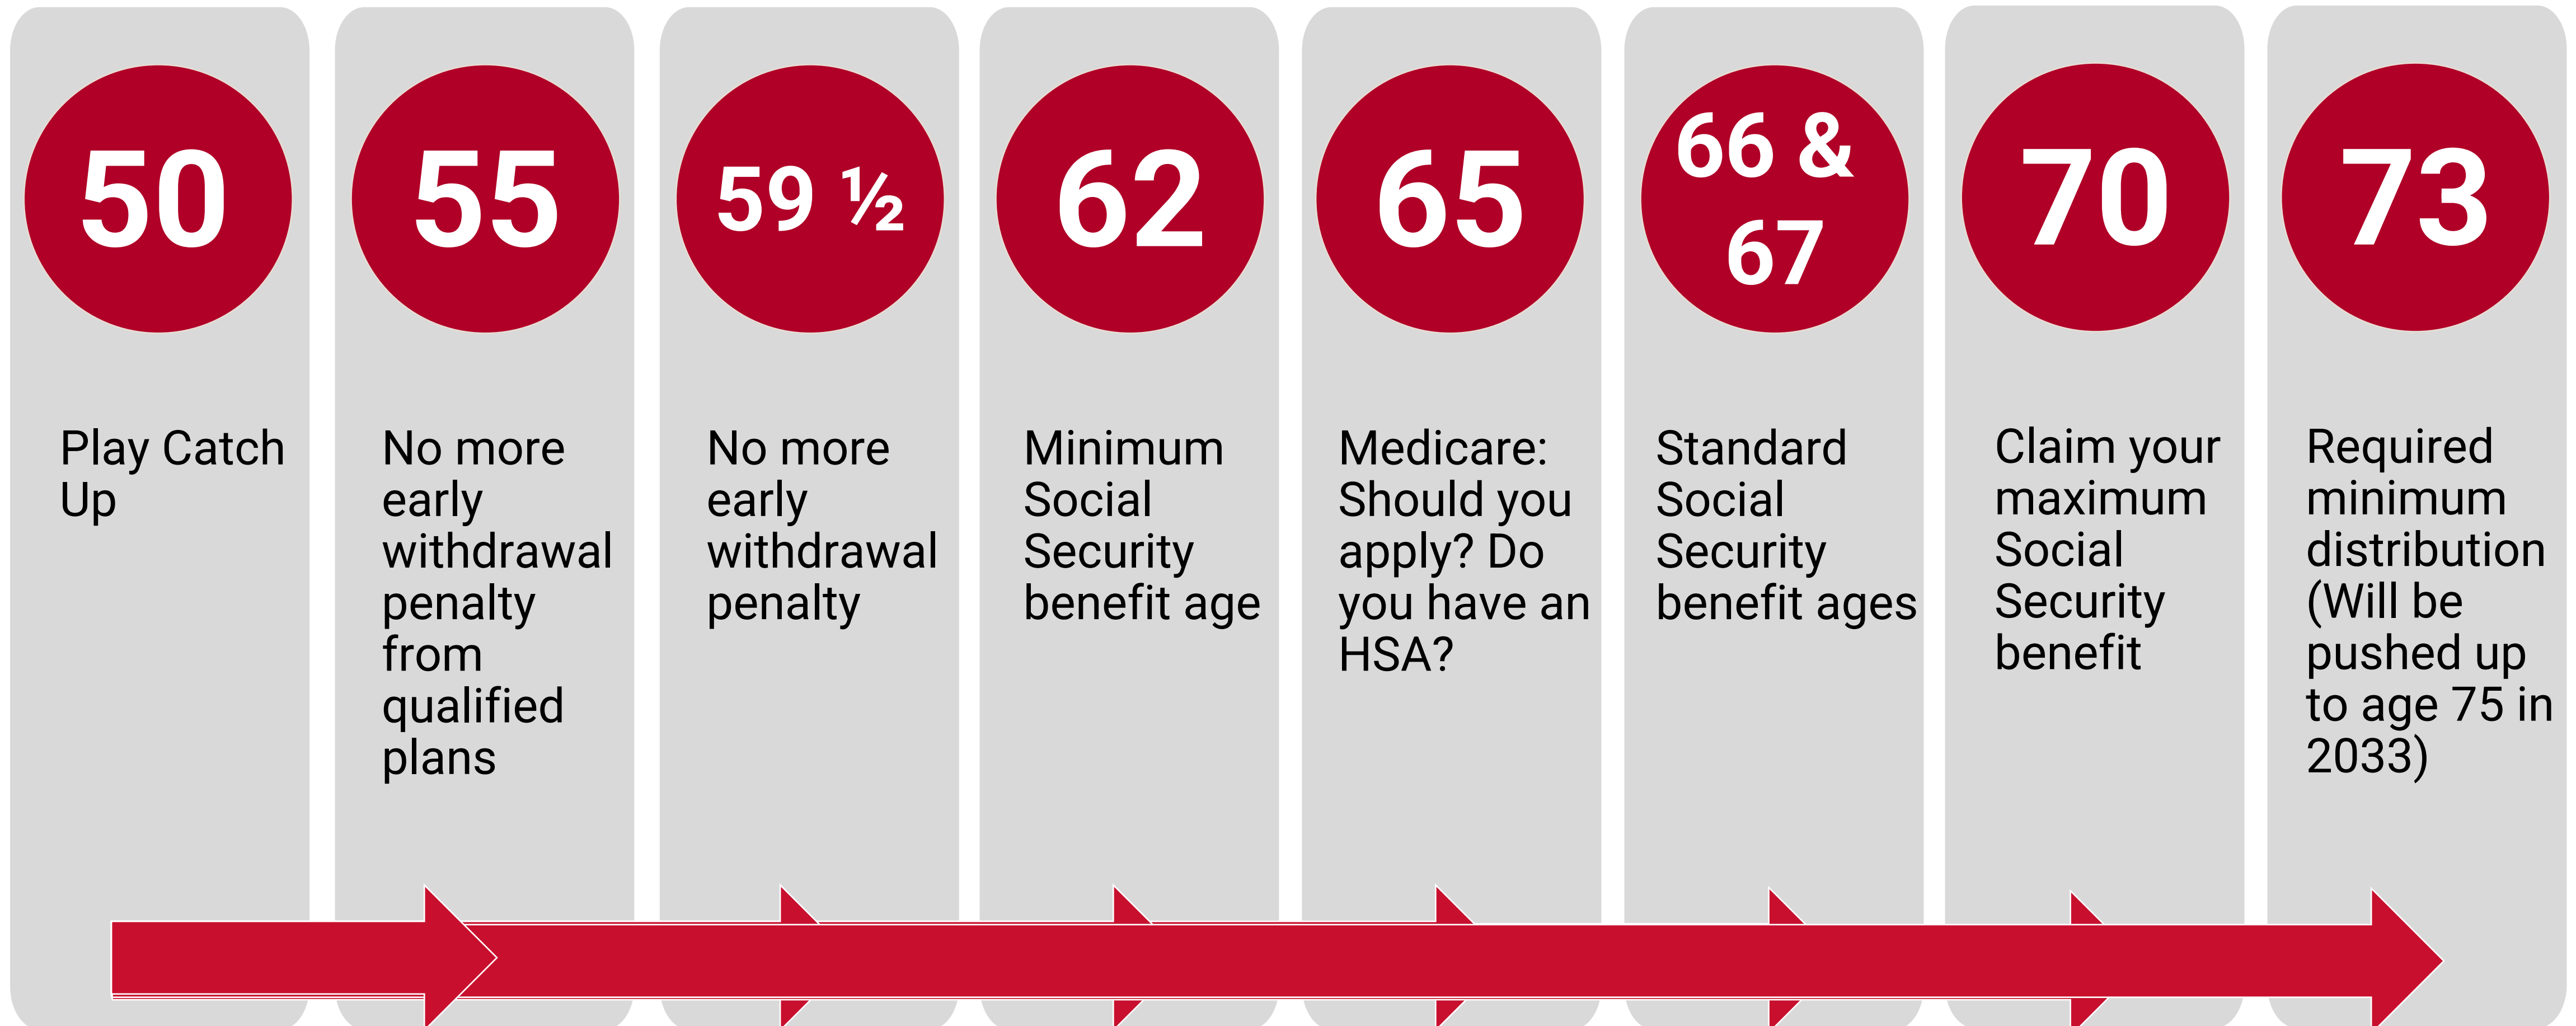 50
Play Catch
Up
55
No more
early
withdrawal
penalty
from
qualified
plans
59 ½
No more
early
withdrawal
penalty
62
Minimum
Social
Security
benefit age
65
Medicare:
Should you
apply? Do
you have an
HSA?
66 &
67
Standard
Social
Security
benefit ages
70
Claim your
maximum
Social
Security
benefit
73
Required
minimum
distribution
(Will be
pushed up
to age 75 in
2033)